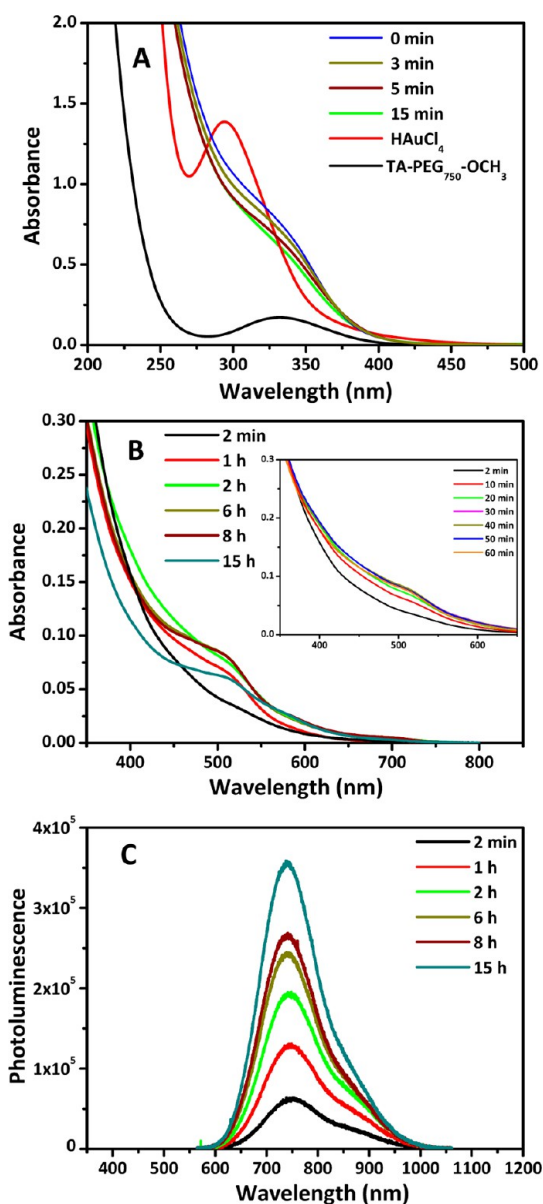 A
0 min
3 min
5 min
15 min
HAuCl4
TA-PEG750-OCH3
Absorbance
2.0
1.5
1.0
0.5
0.0
200 250 300 350 400 450 500
Wavelength (nm)
B
2 min
1 h
2 h
6 h
8 h
15 h
Absorbance
0.30
0.25
0.20
0.15
0.10
0.05
0.00
400 500 600 700 800
Wavelength (nm)
0.3
0.2
0.1
0.0
400 500 600
2 min
10 min
20 min
30 min
40 min
50 min
60 min
C
2 min
1 h
2 h
6 h
8 h
15 h
Photoluminescence
4x10^5
3x10^5
2x10^5
1x10^5
0
400 500 600 700 800 900 1000 1100 1200
Wavelength (nm)